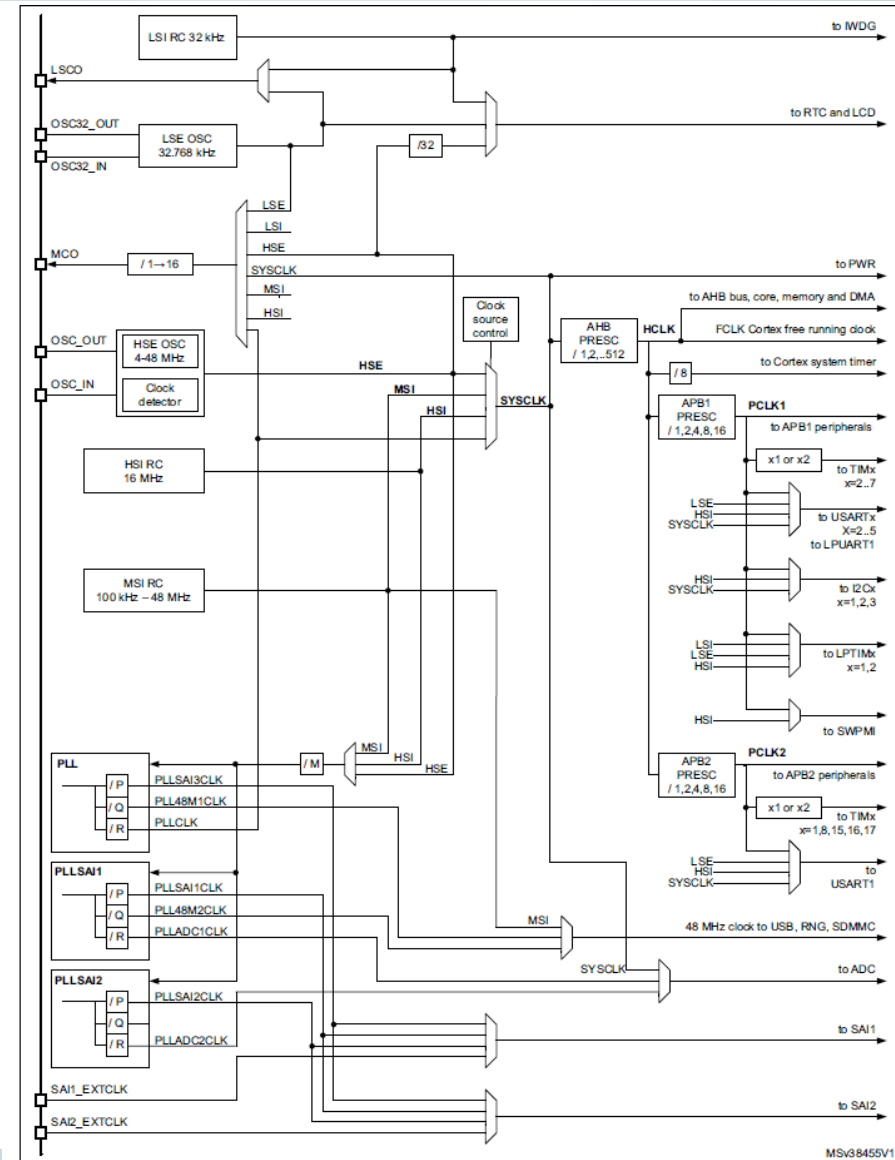 LSI RC 32 kHz
to IWDG
LSCO
OSC32_OUT
to RTC and LCD
LSE OSC
32.768 kHz
/32
OSC32_IN
LSE
LSI
HSE
MCO
/ 1→16
SYSCLK
to PWR
MSI
HSI
to AHB bus, core, memory and DMA
Clock
source
control
OSC_OUT
HSE OSC
4-48 MHz
AHB
PRESC
/ 1,2,..512
HCLK
FCLK Cortex free running clock
HSE
to Cortex system timer
/ 8
OSC_IN
Clock
detector
MSI
SYSCLK
HSI
APB1
PRESC
/ 1,2,4,8,16
PCLK1
to APB1 peripherals
HSI RC
16 MHz
x1 or x2
to TIMx
x=2..7
LSE
HSI
SYSCLK
to USARTx
X=2..5
to LPUART1
MSI RC
100 kHz – 48 MHz
HSI
SYSCLK
to I2Cx
x=1,2,3
LSI
LSE
HSI
to LPTIMx
x=1,2
HSI
to SWPMI
MSI
HSI
HSE
/ M
PLL
/ P
PLLSAI3CLK
/ Q
PLL48M1CLK
/ R
PLLCLK
APB2
PRESC
/ 1,2,4,8,16
PCLK2
to APB2 peripherals
x1 or x2
to TIMx
x=1,8,15,16,17
LSE
HSI
SYSCLK
to
USART1
PLLSAI1
/ P
PLLSAI1CLK
/ Q
PLL48M2CLK
/ R
PLLADC1CLK
MSI
48 MHz clock to USB, RNG, SDMMC
SYSCLK
to ADC
PLLSAI2
/ P
PLLSAI2CLK
/ Q
/ R
PLLADC2CLK
to SAI1
SAI1_EXTCLK
to SAI2
SAI2_EXTCLK
MSv38455V1